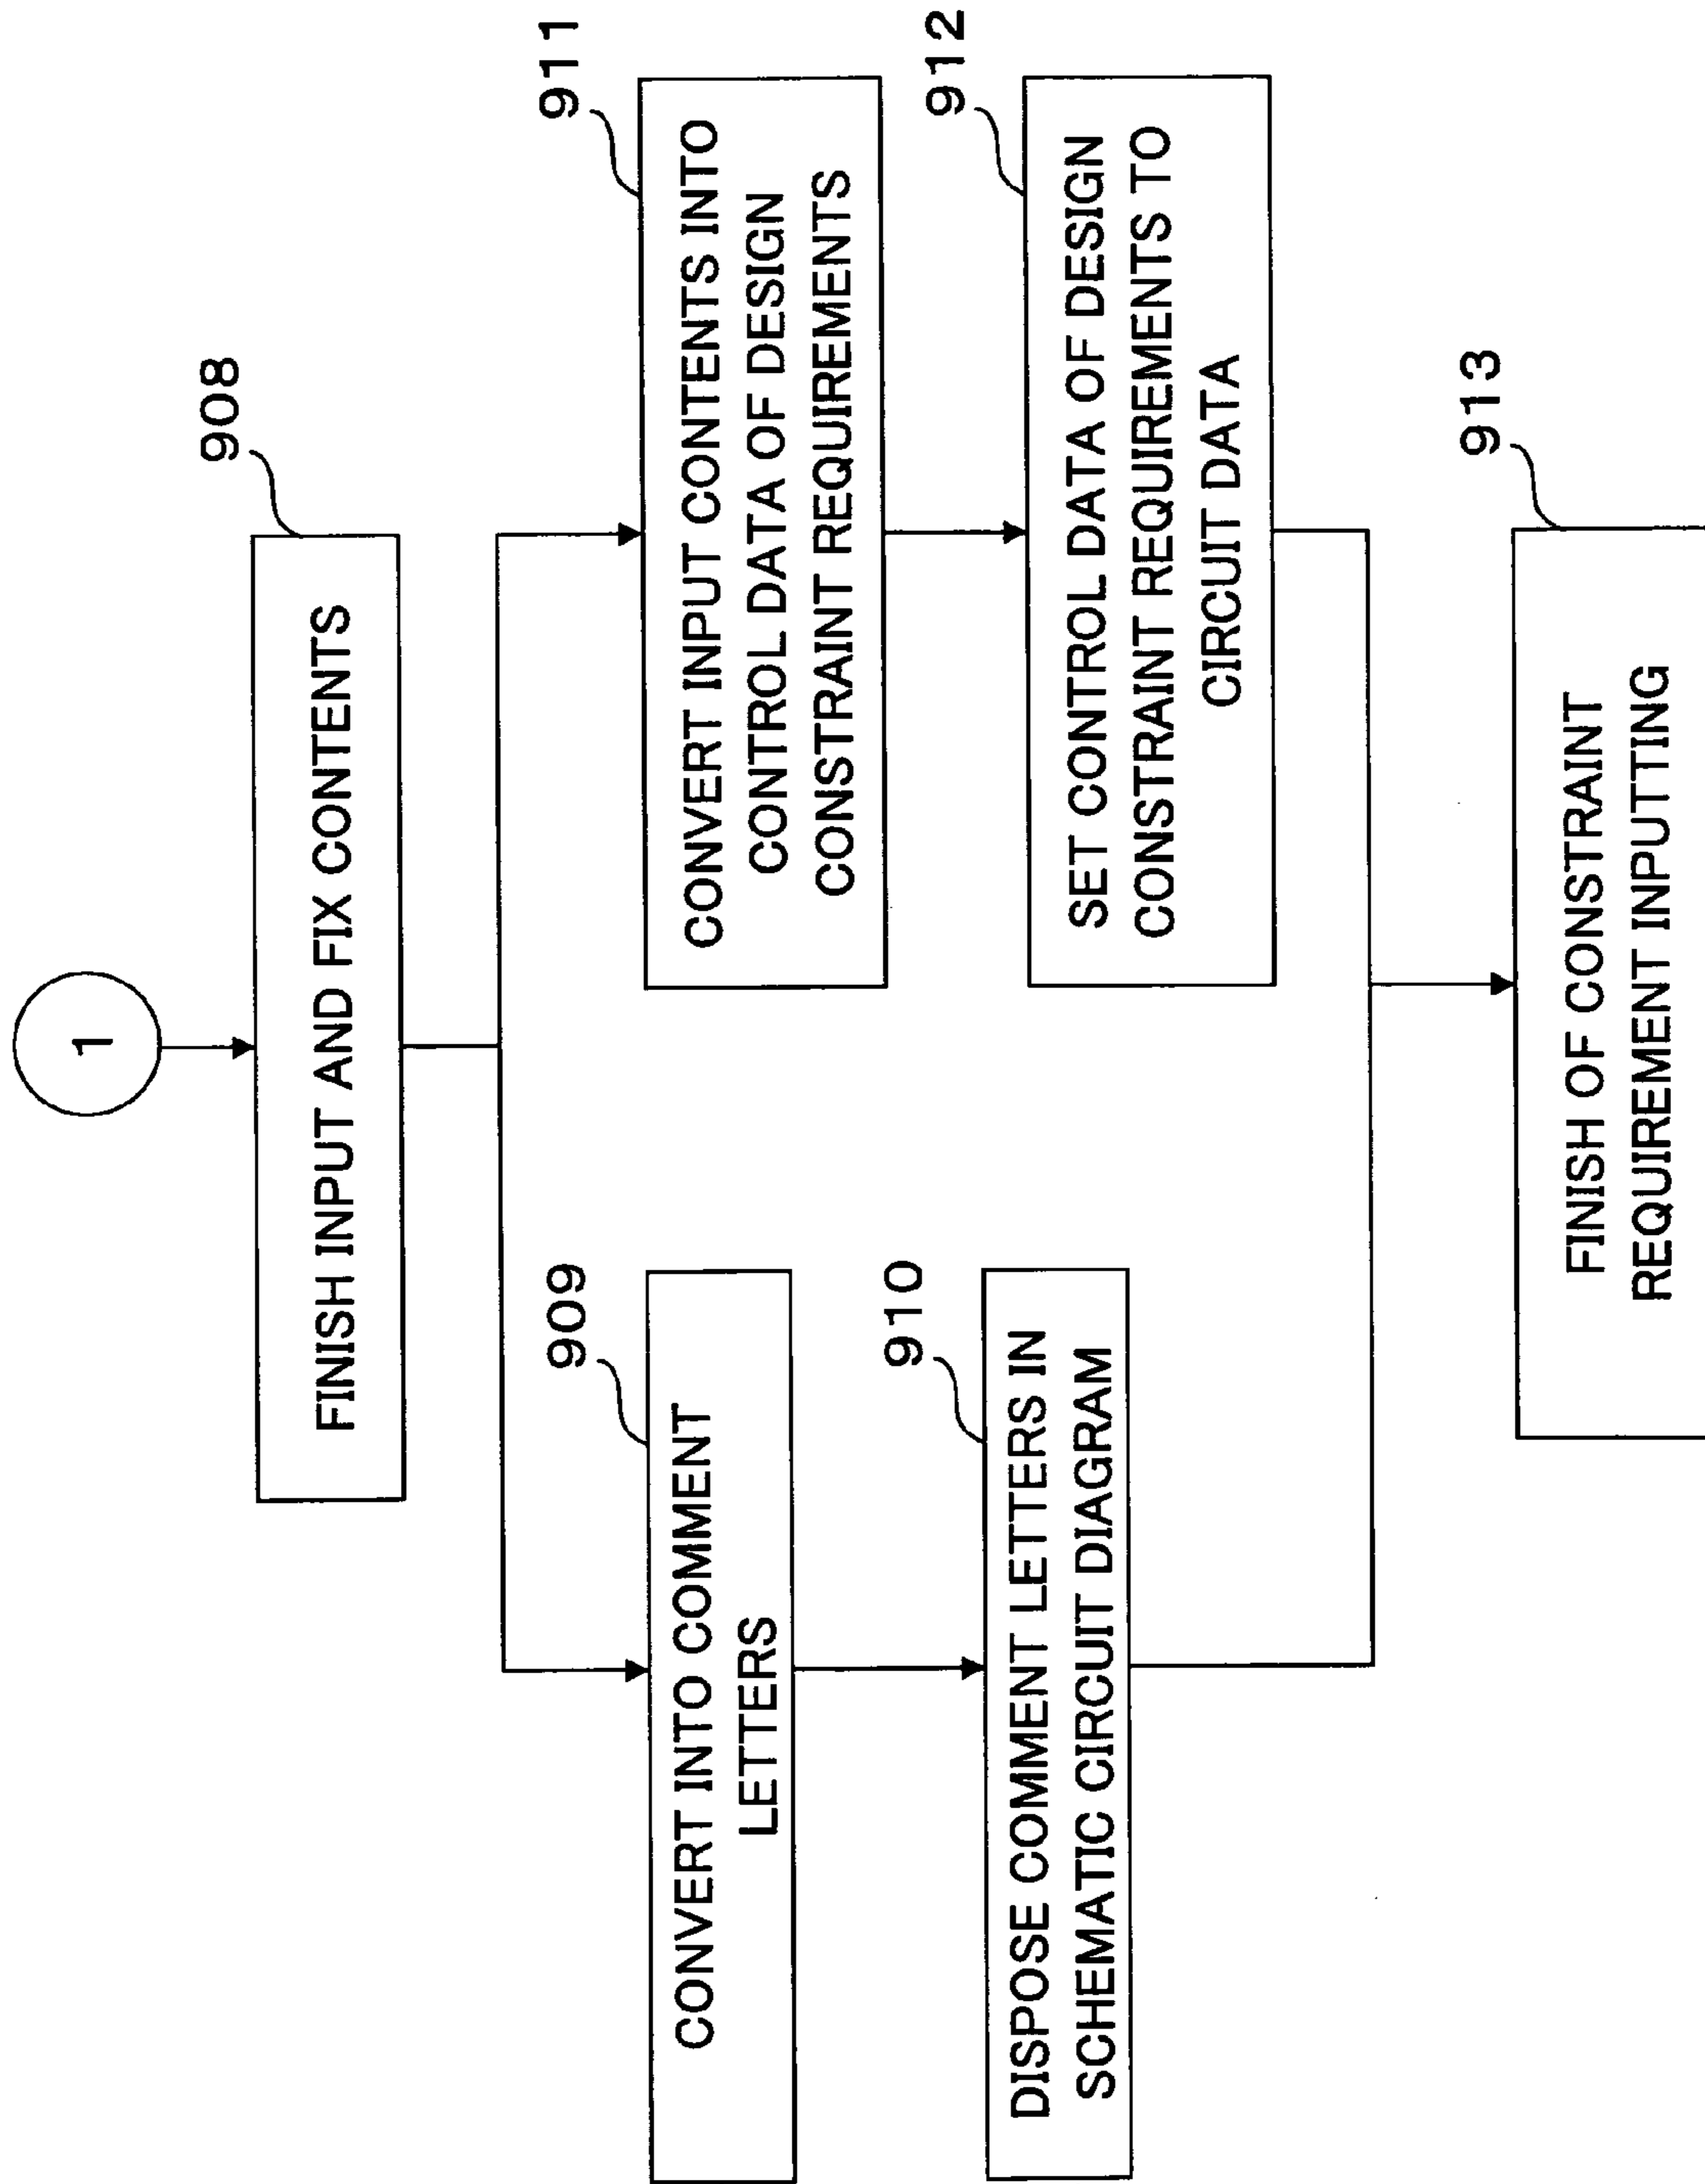 1
908
FINISH INPUT AND FIX CONTENTS
909
CONVERT INTO COMMENT
LETTERS
911
CONVERT INPUT CONTENTS INTO
CONTROL DATA OF DESIGN
CONSTRAINT REQUIREMENTS
910
DISPOSE COMMENT LETTERS IN
SCHEMATIC CIRCUIT DIAGRAM
912
SET CONTROL DATA OF DESIGN
CONSTRAINT REQUIREMENTS TO
CIRCUIT DATA
913
FINISH OF CONSTRAINT
REQUIREMENT INPUTTING